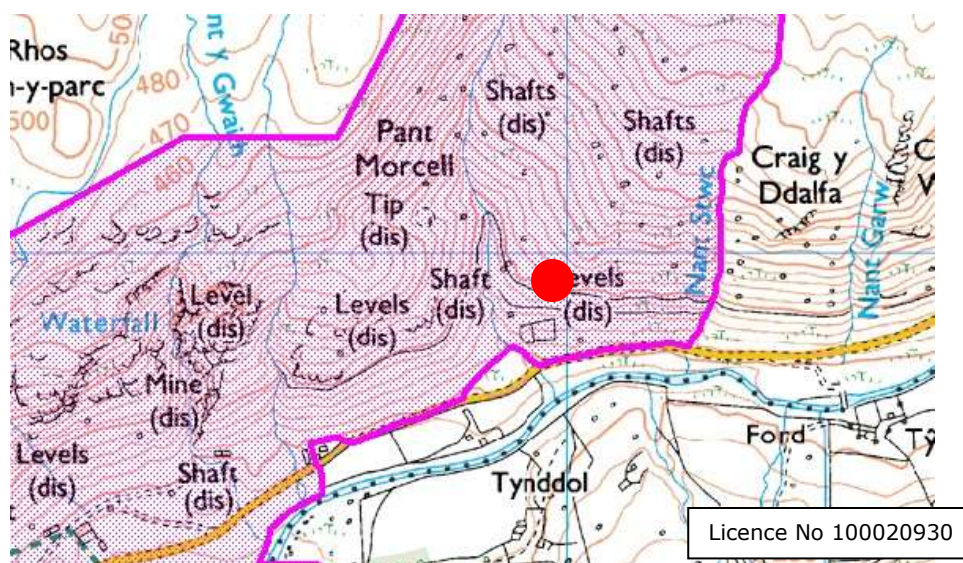 Rhos
n-y-parc
500
500
480
480
470
460
nt y Gwaith
Pant
Morcell
Tip
(dis)
Shafts
(dis)
Shafts
(dis)
Nant Stwc
Craig y
Ddalfa
Nant Garw
Waterfall
Level
(dis)
Levels
(dis)
Shaft
(dis)
evels
(dis)
Mine
(dis)
Levels
(dis)
Shaft
(dis)
Tynddol
Ford
Licence No 100020930